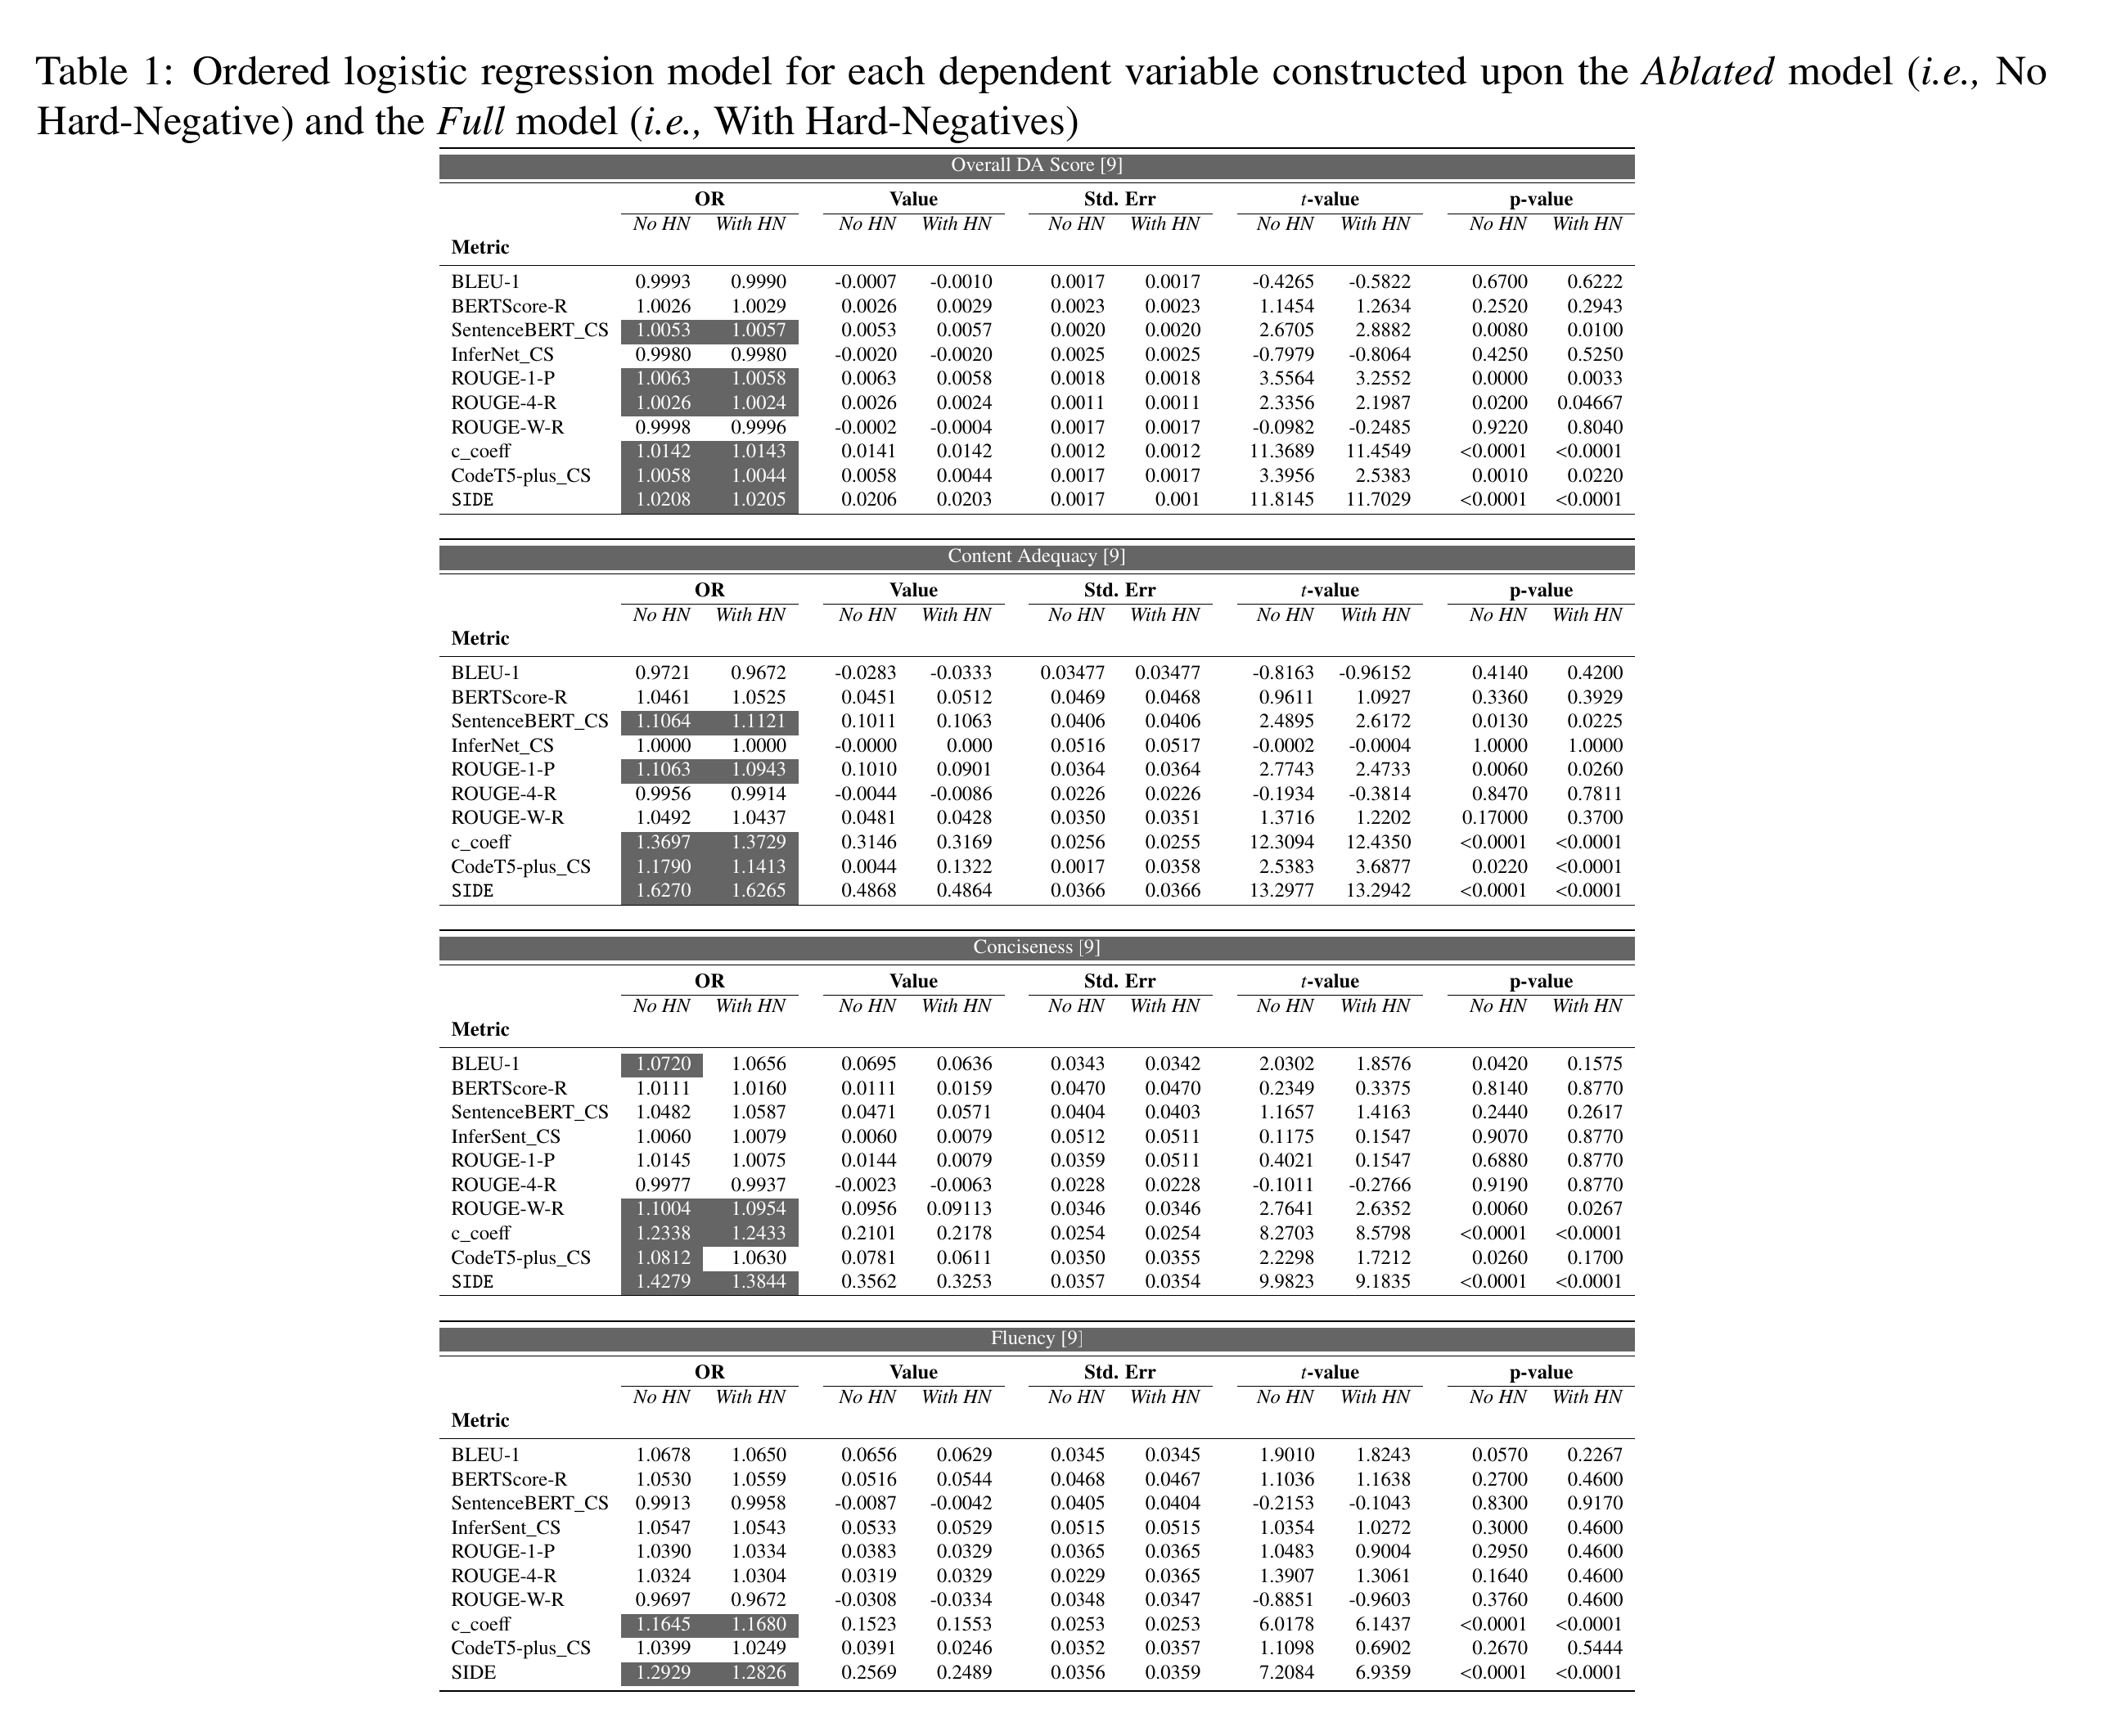 Table 1: Ordered logistic regression model for each dependent variable constructed upon the Ablated model (i.e., No
Hard-Negative) and the Full model (i.e., With Hard-Negatives)
Overall DA Score [9]
OR Value Std. Err t-value p-value
No HN With HN No HN With HN No HN With HN No HN With HN No HN With HN
Metric
BLEU-1 0.9993 0.9990 -0.0007 -0.0010 0.0017 0.0017 -0.4265 -0.5822 0.6700 0.6222
BERTScore-R 1.0026 1.0029 0.0026 0.0029 0.0023 0.0023 1.1454 1.2634 0.2520 0.2943
SentenceBERT_CS 1.0053 1.0057 0.0053 0.0057 0.0020 0.0020 2.6705 2.8882 0.0080 0.0100
InferNet_CS 0.9980 0.9980 -0.0020 -0.0020 0.0025 0.0025 -0.7979 -0.8064 0.4250 0.5250
ROUGE-1-P 1.0063 1.0058 0.0063 0.0058 0.0018 0.0018 3.5564 3.2552 0.0000 0.0033
ROUGE-4-R 1.0026 1.0024 0.0026 0.0024 0.0011 0.0011 2.3356 2.1987 0.0200 0.04667
ROUGE-W-R 0.9998 0.9996 -0.0002 -0.0004 0.0017 0.0017 -0.0982 -0.2485 0.9220 0.8040
c_coeff 1.0142 1.0143 0.0141 0.0142 0.0012 0.0012 11.3689 11.4549 <0.0001 <0.0001
CodeT5-plus_CS 1.0058 1.0044 0.0058 0.0044 0.0017 0.0017 3.3956 2.5383 0.0010 0.0220
SIDE 1.0208 1.0205 0.0206 0.0203 0.0017 0.001 11.8145 11.7029 <0.0001 <0.0001
Content Adequacy [9]
OR Value Std. Err t-value p-value
No HN With HN No HN With HN No HN With HN No HN With HN No HN With HN
Metric
BLEU-1 0.9721 0.9672 -0.0283 -0.0333 0.03477 0.03477 -0.8163 -0.96152 0.4140 0.4200
BERTScore-R 1.0461 1.0525 0.0451 0.0512 0.0469 0.0468 0.9611 1.0927 0.3360 0.3929
SentenceBERT_CS 1.1064 1.1121 0.1011 0.1063 0.0406 0.0406 2.4895 2.6172 0.0130 0.0225
InferNet_CS 1.0000 1.0000 -0.0000 0.000 0.0516 0.0517 -0.0002 -0.0004 1.0000 1.0000
ROUGE-1-P 1.1063 1.0943 0.1010 0.0901 0.0364 0.0364 2.7743 2.4733 0.0060 0.0260
ROUGE-4-R 0.9956 0.9914 -0.0044 -0.0086 0.0226 0.0226 -0.1934 -0.3814 0.8470 0.7811
ROUGE-W-R 1.0492 1.0437 0.0481 0.0428 0.0350 0.0351 1.3716 1.2202 0.17000 0.3700
c_coeff 1.3697 1.3729 0.3146 0.3169 0.0256 0.0255 12.3094 12.4350 <0.0001 <0.0001
CodeT5-plus_CS 1.1790 1.1413 0.0044 0.1322 0.0017 0.0358 2.5383 3.6877 0.0220 <0.0001
SIDE 1.6270 1.6265 0.4868 0.4864 0.0366 0.0366 13.2977 13.2942 <0.0001 <0.0001
Conciseness [9]
OR Value Std. Err t-value p-value
No HN With HN No HN With HN No HN With HN No HN With HN No HN With HN
Metric
BLEU-1 1.0720 1.0656 0.0695 0.0636 0.0343 0.0342 2.0302 1.8576 0.0420 0.1575
BERTScore-R 1.0111 1.0160 0.0111 0.0159 0.0470 0.0470 0.2349 0.3375 0.8140 0.8770
SentenceBERT_CS 1.0482 1.0587 0.0471 0.0571 0.0404 0.0403 1.1657 1.4163 0.2440 0.2617
InferSent_CS 1.0060 1.0079 0.0060 0.0079 0.0512 0.0511 0.1175 0.1547 0.9070 0.8770
ROUGE-1-P 1.0145 1.0075 0.0144 0.0079 0.0359 0.0511 0.4021 0.1547 0.6880 0.8770
ROUGE-4-R 0.9977 0.9937 -0.0023 -0.0063 0.0228 0.0228 -0.1011 -0.2766 0.9190 0.8770
ROUGE-W-R 1.1004 1.0954 0.0956 0.09113 0.0346 0.0346 2.7641 2.6352 0.0060 0.0267
c_coeff 1.2338 1.2433 0.2101 0.2178 0.0254 0.0254 8.2703 8.5798 <0.0001 <0.0001
CodeT5-plus_CS 1.0812 1.0630 0.0781 0.0611 0.0350 0.0355 2.2298 1.7212 0.0260 0.1700
SIDE 1.4279 1.3844 0.3562 0.3253 0.0357 0.0354 9.9823 9.1835 <0.0001 <0.0001
Fluency [9]
OR Value Std. Err t-value p-value
No HN With HN No HN With HN No HN With HN No HN With HN No HN With HN
Metric
BLEU-1 1.0678 1.0650 0.0656 0.0629 0.0345 0.0345 1.9010 1.8243 0.0570 0.2267
BERTScore-R 1.0530 1.0559 0.0516 0.0544 0.0468 0.0467 1.1036 1.1638 0.2700 0.4600
SentenceBERT_CS 0.9913 0.9958 -0.0087 -0.0042 0.0405 0.0404 -0.2153 -0.1043 0.8300 0.9170
InferSent_CS 1.0547 1.0543 0.0533 0.0529 0.0515 0.0515 1.0354 1.0272 0.3000 0.4600
ROUGE-1-P 1.0390 1.0334 0.0383 0.0329 0.0365 0.0365 1.0483 0.9004 0.2950 0.4600
ROUGE-4-R 1.0324 1.0304 0.0319 0.0329 0.0229 0.0365 1.3907 1.3061 0.1640 0.4600
ROUGE-W-R 0.9697 0.9672 -0.0308 -0.0334 0.0348 0.0347 -0.8851 -0.9603 0.3760 0.4600
c_coeff 1.1645 1.1680 0.1523 0.1553 0.0253 0.0253 6.0178 6.1437 <0.0001 <0.0001
CodeT5-plus_CS 1.0399 1.0249 0.0391 0.0246 0.0352 0.0357 1.1098 0.6902 0.2670 0.5444
SIDE 1.2929 1.2826 0.2569 0.2489 0.0356 0.0359 7.2084 6.9359 <0.0001 <0.0001